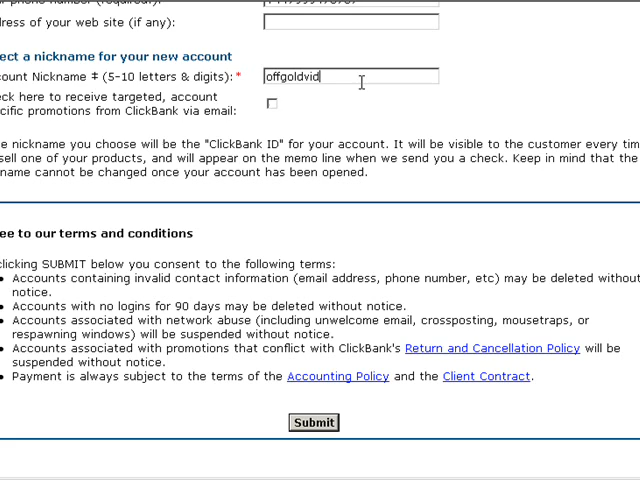 phone number (required):
dress of your web site (if any):
ect a nickname for your new account
count Nickname ‡ (5-10 letters & digits):*
offgoldvid
eck here to receive targeted, account
cific promotions from ClickBank via email:
e nickname you choose will be the "ClickBank ID" for your account. It will be visible to the customer every tim
sell one of your products, and will appear on the memo line when we send you a check. Keep in mind that the
name cannot be changed once your account has been opened.
ee to our terms and conditions
clicking SUBMIT below you consent to the following terms:
• Accounts containing invalid contact information (email address, phone number, etc) may be deleted without
notice.
• Accounts with no logins for 90 days may be deleted without notice.
• Accounts associated with network abuse (including unwelcome email, crossposting, mousetraps, or
respawning windows) will be suspended without notice.
• Accounts associated with promotions that conflict with ClickBank's Return and Cancellation Policy will be
suspended without notice.
• Payment is always subject to the terms of the Accounting Policy and the Client Contract.
Submit